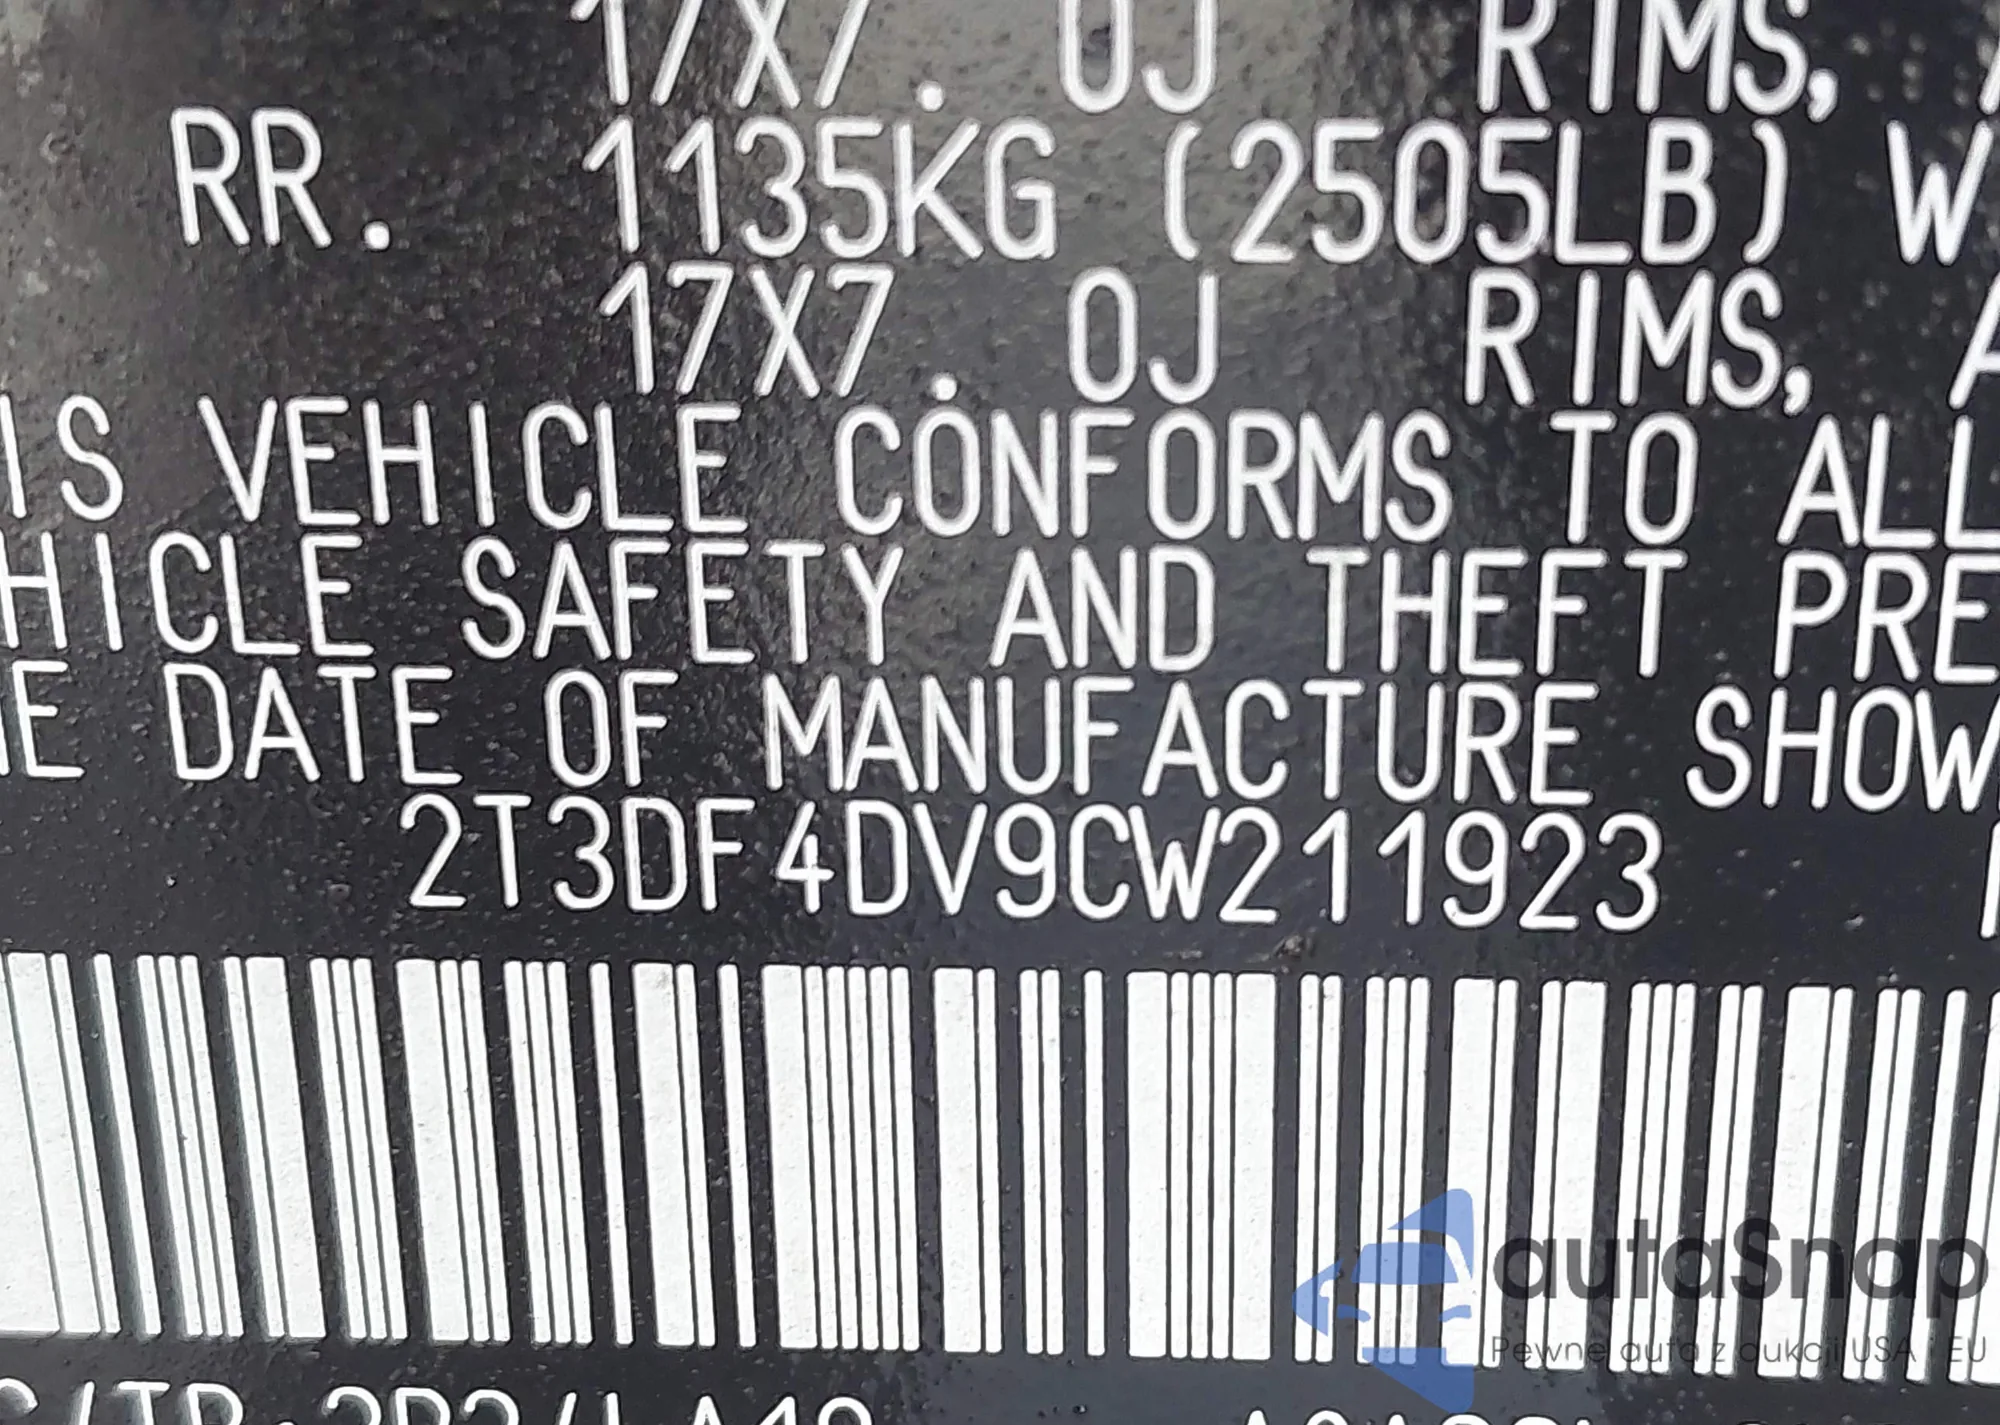 17X7.0J RIMS,
RR. 1135KG (2505LB) W
17X7.0J RIMS, A
IS VEHICLE CONFORMS TO ALL
HICLE SAFETY AND THEFT PRE
E DATE OF MANUFACTURE SHOW
2T3DF4DV9CW211923
autaSnap
Pewne auta z aukcji USA i EU